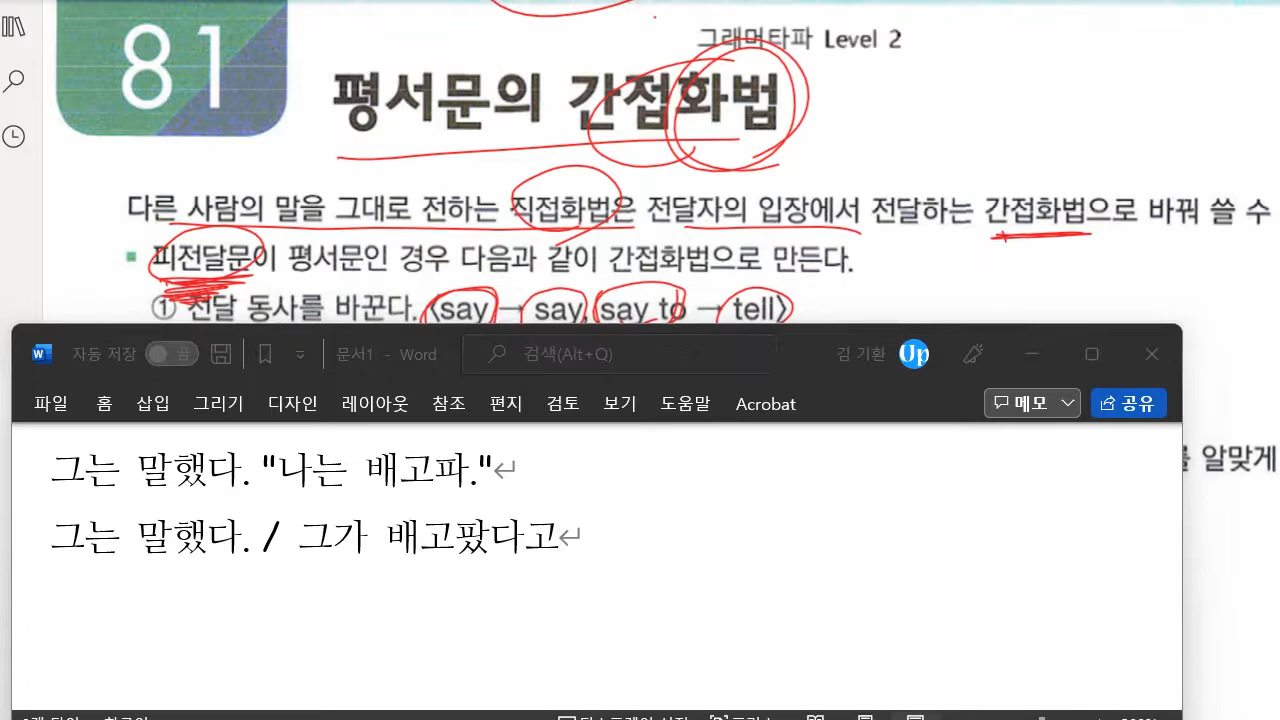 그래머타파 Level 2
81
평서문의 간접화법
다른 사람의 말을 그대로 전하는 직접화법은 전달자의 입장에서 전달하는 간접화법으로 바꿔 쓸 수
피전달문이 평서문인 경우 다음과 같이 간접화법으로 만든다.
① 전달 동사를 바꾼다. 〈say → say, say to → tell〉
자동 저장 끔 문서1 - Word 검색(Alt+Q) 김 기환 Up
파일 홈 삽입 그리기 디자인 레이아웃 참조 편지 검토 보기 도움말 Acrobat 메모 공유
그는 말했다. "나는 배고파."
알맞게
그는 말했다. / 그가 배고팠다고